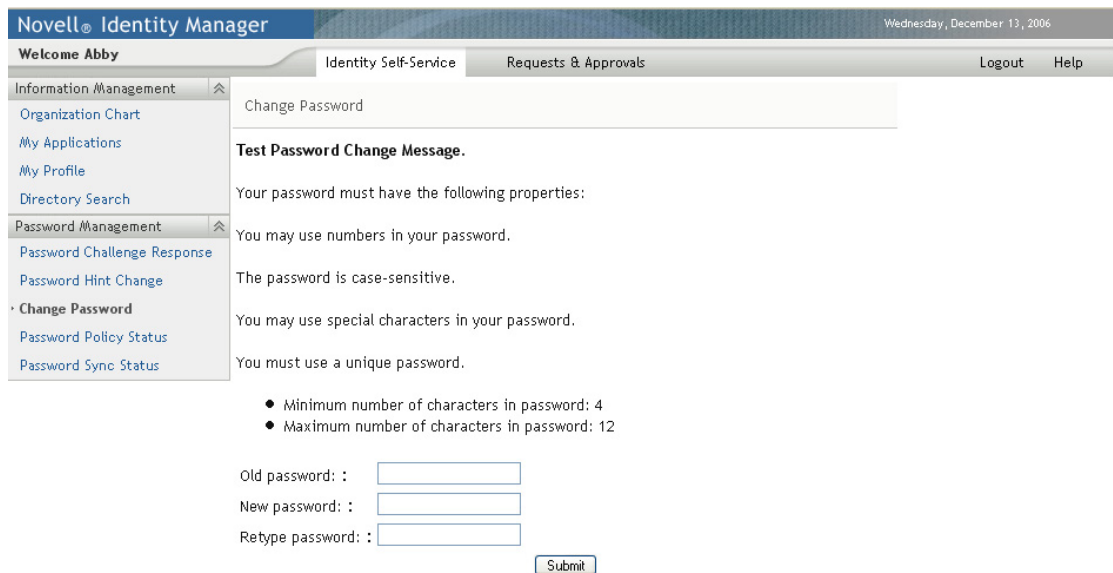 Novell® Identity Manager
Wednesday, December 13, 2006
Welcome Abby
Identity Self-Service
Requests & Approvals
Logout
Help
Information Management
Organization Chart
My Applications
My Profile
Directory Search
Password Management
Password Challenge Response
Password Hint Change
Change Password
Password Policy Status
Password Sync Status
Change Password
Test Password Change Message.
Your password must have the following properties:
You may use numbers in your password.
The password is case-sensitive.
You may use special characters in your password.
You must use a unique password.
• Minimum number of characters in password: 4
• Maximum number of characters in password: 12
Old password: :
New password: :
Retype password: :
Submit